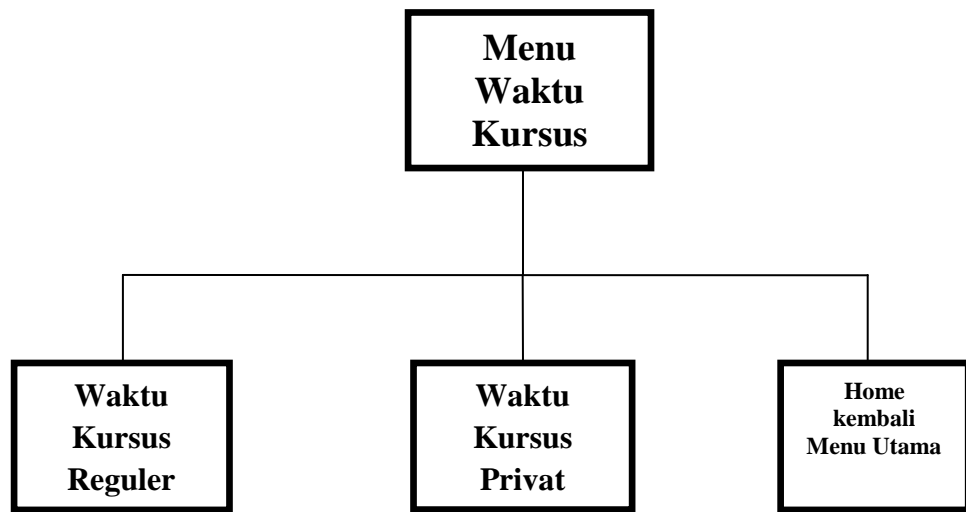 Menu
Waktu
Kursus
Waktu
Kursus
Reguler
Waktu
Kursus
Privat
Home
kembali
Menu Utama